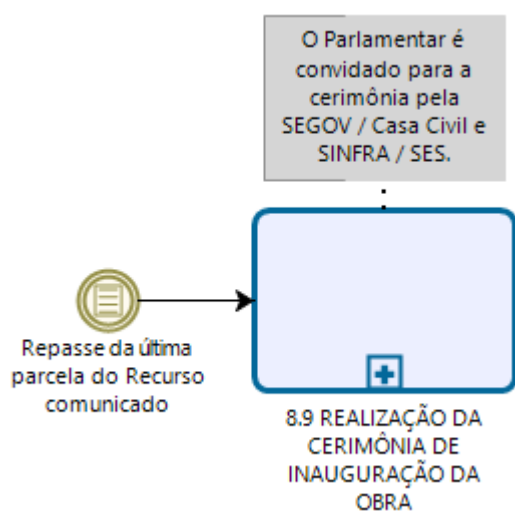 O Parlamentar é
convidado para a
cerimônia pela
SEGOV / Casa Civil e
SINFRA / SES.
Repasse da última
parcela do Recurso
comunicado
8.9 REALIZAÇÃO DA
CERIMÔNIA DE
INAUGURAÇÃO DA
OBRA